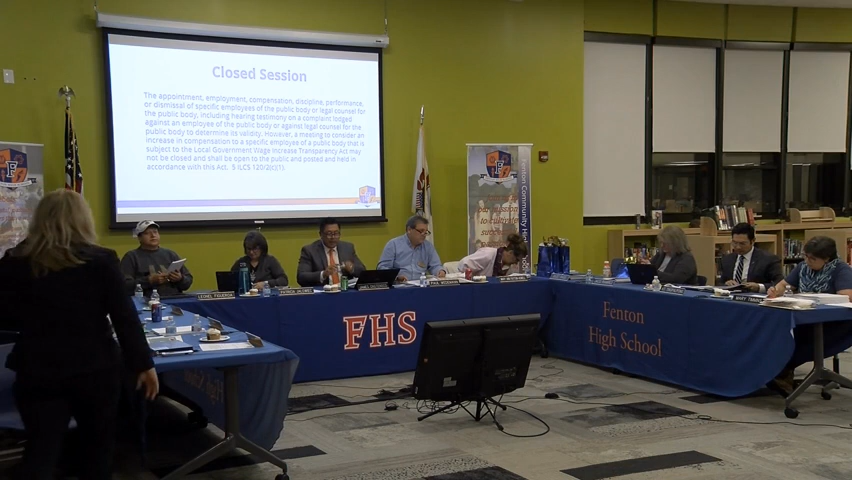 Closed Session
The appointment, employment, compensation, discipline, performance,
or dismissal of specific employees of the public body or legal counsel for
the public body, including hearing testimony on a complaint lodged
against an employee of the public body or against legal counsel for the
public body to determine its validity. However, a meeting to consider an
increase in compensation to a specific employee of a public body that is
subject to the Local Government Wage Increase Transparency Act may
not be closed and shall be open to the public and posted and held in
accordance with this Act. 5 ILCS 120/2(c)(1).
Fenton Community High
FHS
Fenton
High School